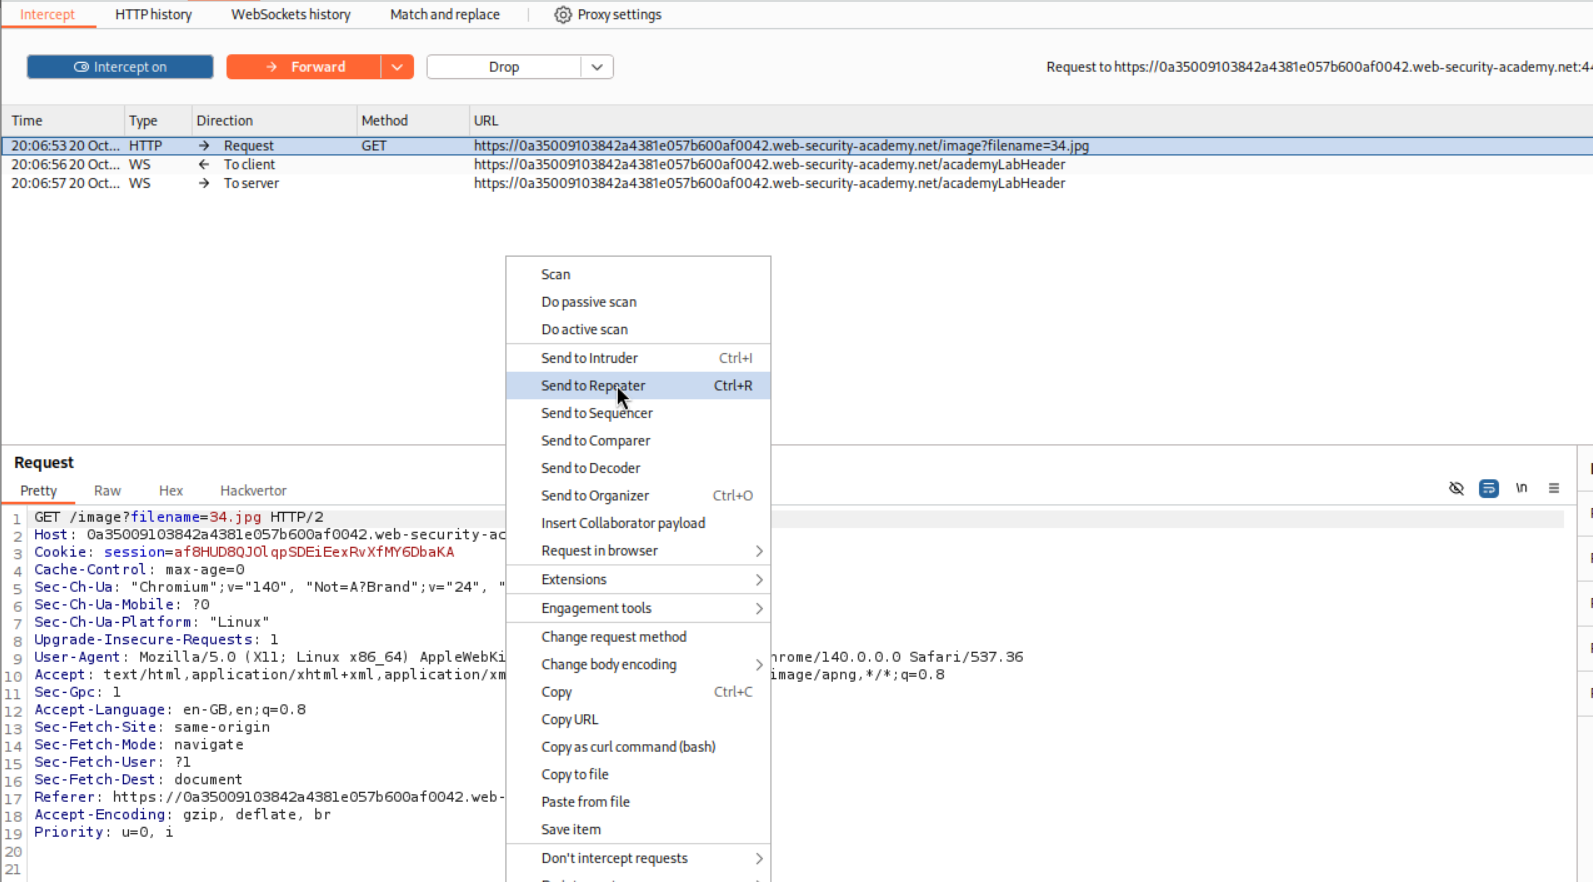 Intercept HTTP history WebSockets history Match and replace Proxy settings
Intercept on Forward Drop Request to https://0a35009103842a4381e057b600af0042.web-security-academy.net:44
Time Type Direction Method URL
20:06:53 20 Oct... HTTP → Request GET https://0a35009103842a4381e057b600af0042.web-security-academy.net/image?filename=34.jpg
20:06:56 20 Oct... WS ← To client https://0a35009103842a4381e057b600af0042.web-security-academy.net/academyLabHeader
20:06:57 20 Oct... WS → To server https://0a35009103842a4381e057b600af0042.web-security-academy.net/academyLabHeader
Scan
Do passive scan
Do active scan
Send to Intruder Ctrl+I
Send to Repeater Ctrl+R
Send to Sequencer
Send to Comparer
Send to Decoder
Send to Organizer Ctrl+O
Insert Collaborator payload
Request in browser
Extensions
Engagement tools
Change request method
Change body encoding
Copy Ctrl+C
Copy URL
Copy as curl command (bash)
Copy to file
Paste from file
Save item
Don't intercept requests
Request
Pretty Raw Hex Hackvertor \n
1 GET /image?filename=34.jpg HTTP/2
2 Host: 0a35009103842a4381e057b600af0042.web-security-ac
3 Cookie: session=af8HUD8QJOlqpSDEiEexRvXfMY6DbaKA
4 Cache-Control: max-age=0
5 Sec-Ch-Ua: "Chromium";v="140", "Not=A?Brand";v="24", "
6 Sec-Ch-Ua-Mobile: ?0
7 Sec-Ch-Ua-Platform: "Linux"
8 Upgrade-Insecure-Requests: 1
9 User-Agent: Mozilla/5.0 (X11; Linux x86_64) AppleWebKi hrome/140.0.0.0 Safari/537.36
10 Accept: text/html,application/xhtml+xml,application/xm image/apng,*/*;q=0.8
11 Sec-Gpc: 1
12 Accept-Language: en-GB,en;q=0.8
13 Sec-Fetch-Site: same-origin
14 Sec-Fetch-Mode: navigate
15 Sec-Fetch-User: ?1
16 Sec-Fetch-Dest: document
17 Referer: https://0a35009103842a4381e057b600af0042.web-
18 Accept-Encoding: gzip, deflate, br
19 Priority: u=0, i
20
21